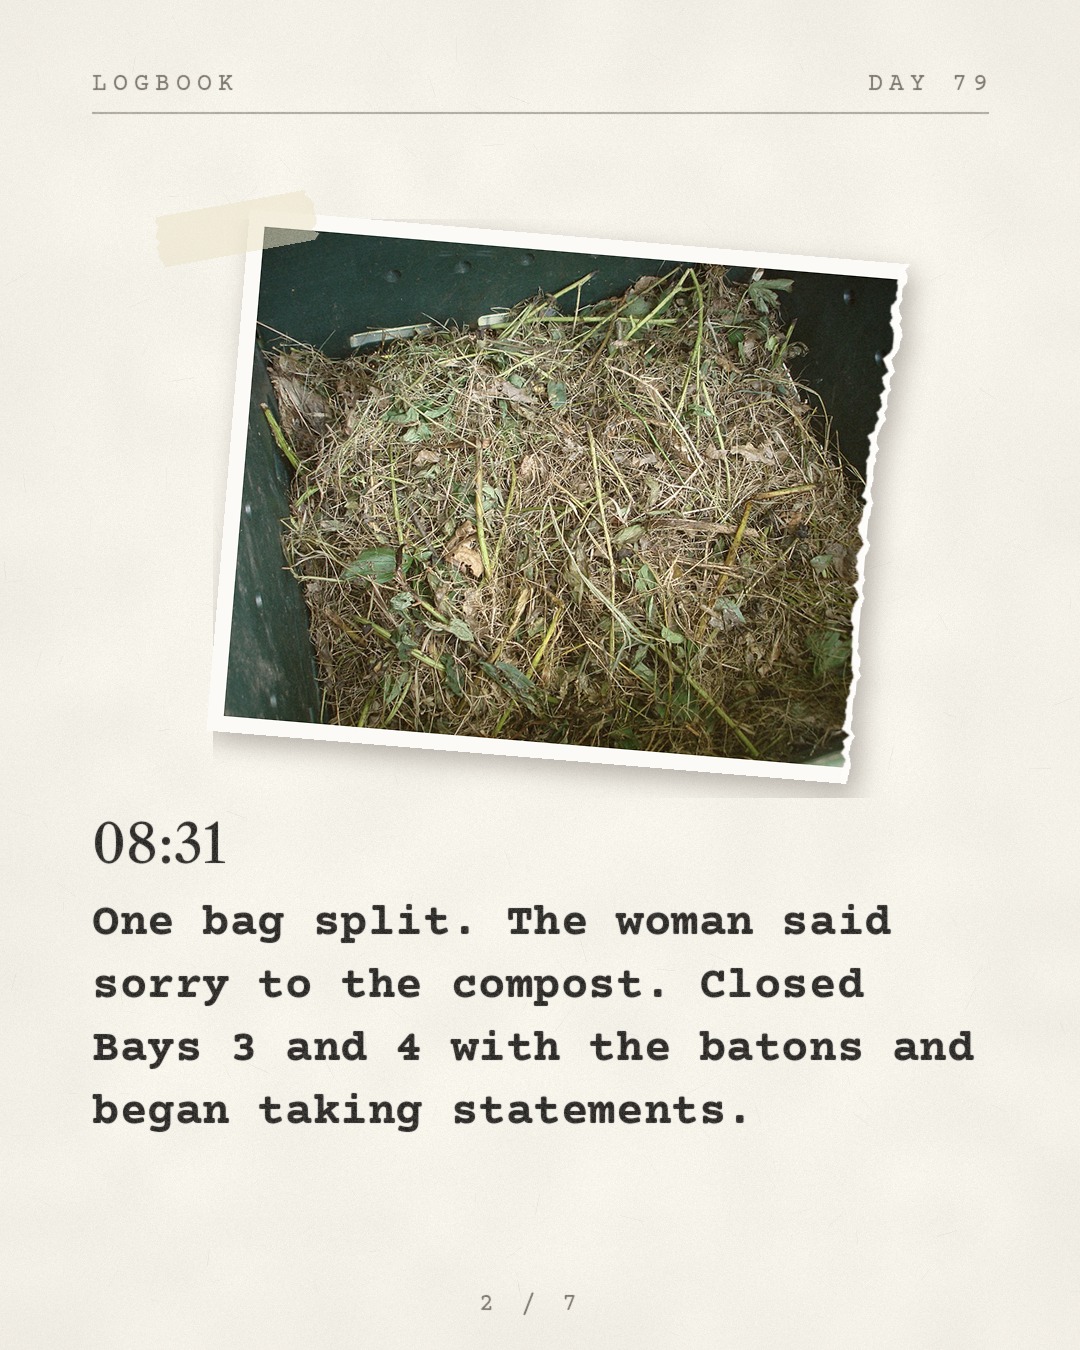 LOGBOOK DAY 79
08:31
One bag split. The woman said
sorry to the compost. Closed
Bays 3 and 4 with the batons and
began taking statements.
2 / 7